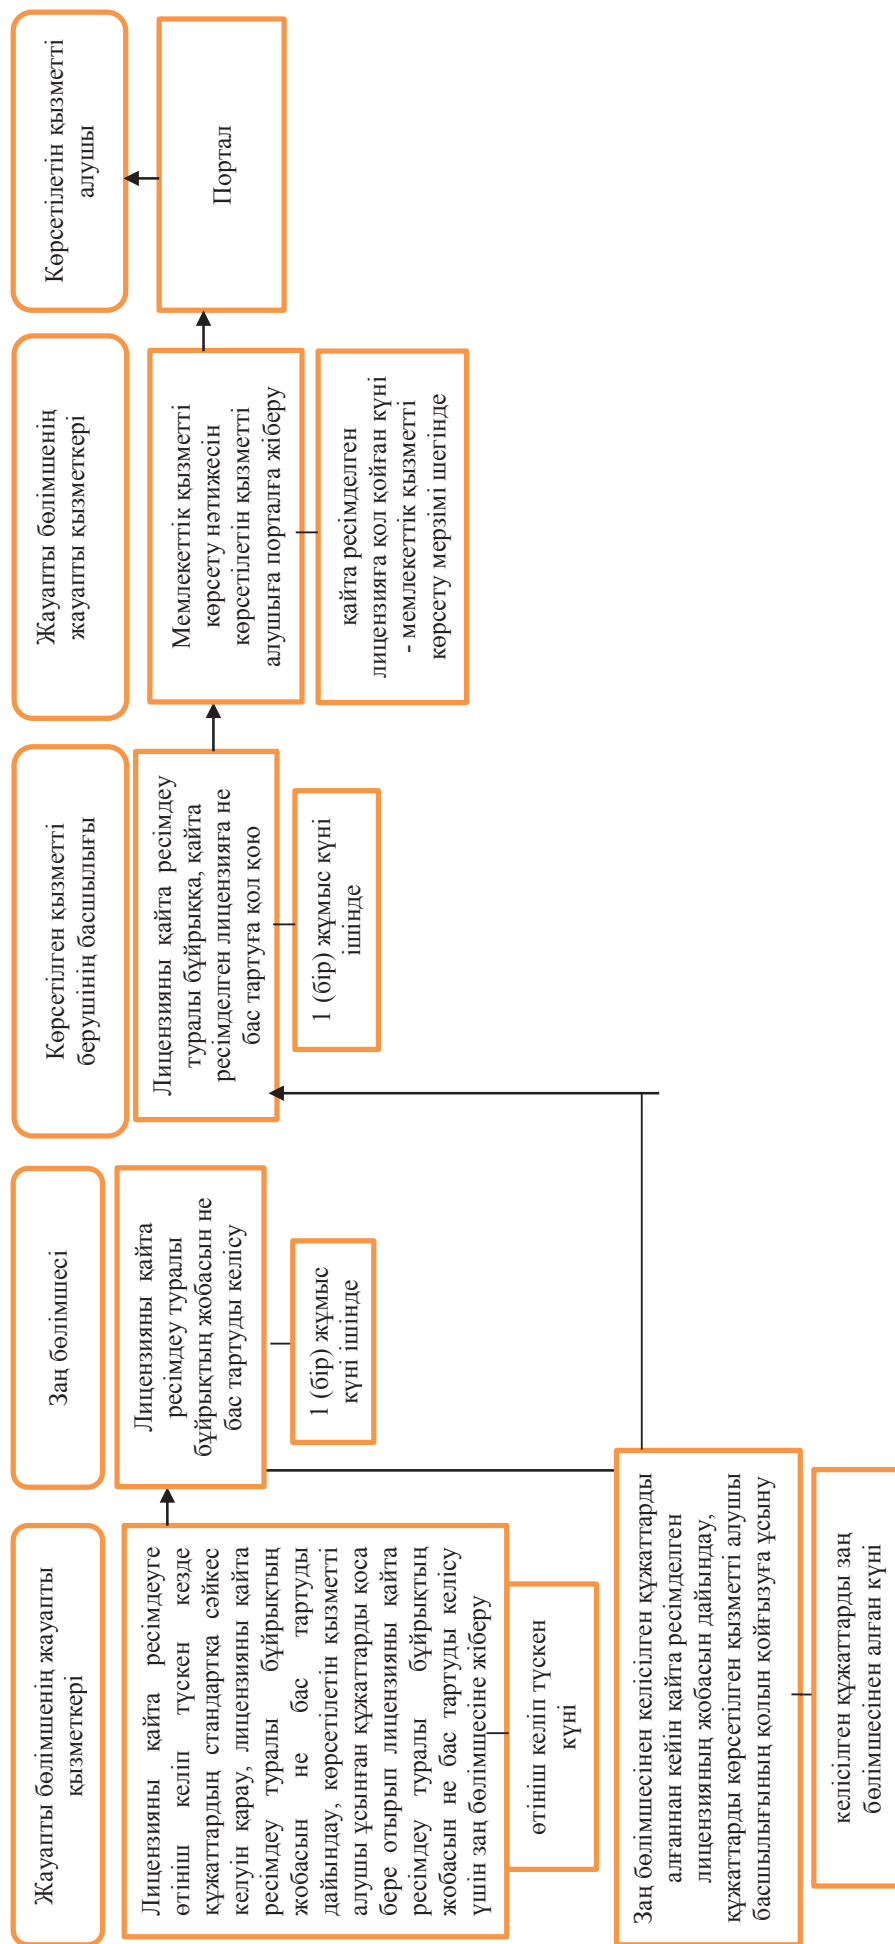 Жауапты бөлімшенің жауапты
қызметкері
Лицензияны қайта ресімдеуге
өтініш келіп түскен кезде
құжаттардың стандартқа сәйкес
келуін қарау, лицензияны қайта
ресімдеу туралы бұйрықтың
жобасын не бас тартуды
дайындау, көрсетілетін қызметті
алушы ұсынған құжаттарды қоса
бере отырып лицензияны қайта
ресімдеу туралы бұйрықтың
жобасын не бас тартуды келісу
үшін заң бөлімшесіне жіберу
өтініш келіп түскен
күні
Заң бөлімшесі
Лицензияны қайта
ресімдеу туралы
бұйрықтың жобасын не
бас тартуды келісу
1 (бір) жұмыс
күні ішінде
Заң бөлімшесінен келісілген құжаттарды
алғаннан кейін қайта ресімделген
лицензияның жобасын дайындау,
құжаттарды көрсетілген қызметті алушы
басшылығының қолын қойғызуға ұсыну
келісілген құжаттарды заң
бөлімшесінен алған күні
Көрсетілген қызметті
берушінің басшылығы
Лицензияны қайта ресімдеу
туралы бұйрыққа, қайта
ресімделген лицензияға не
бас тартуға қол қою
1 (бір) жұмыс күні
ішінде
Жауапты бөлімшенің
жауапты қызметкері
Мемлекеттік қызметті
көрсету нәтижесін
көрсетілетін қызметті
алушыға порталға жіберу
қайта ресімделген
лицензияға қол қойған күні
- мемлекеттік қызметті
көрсету мерзімі шегінде
Көрсетілетін қызметті
алушы
Портал